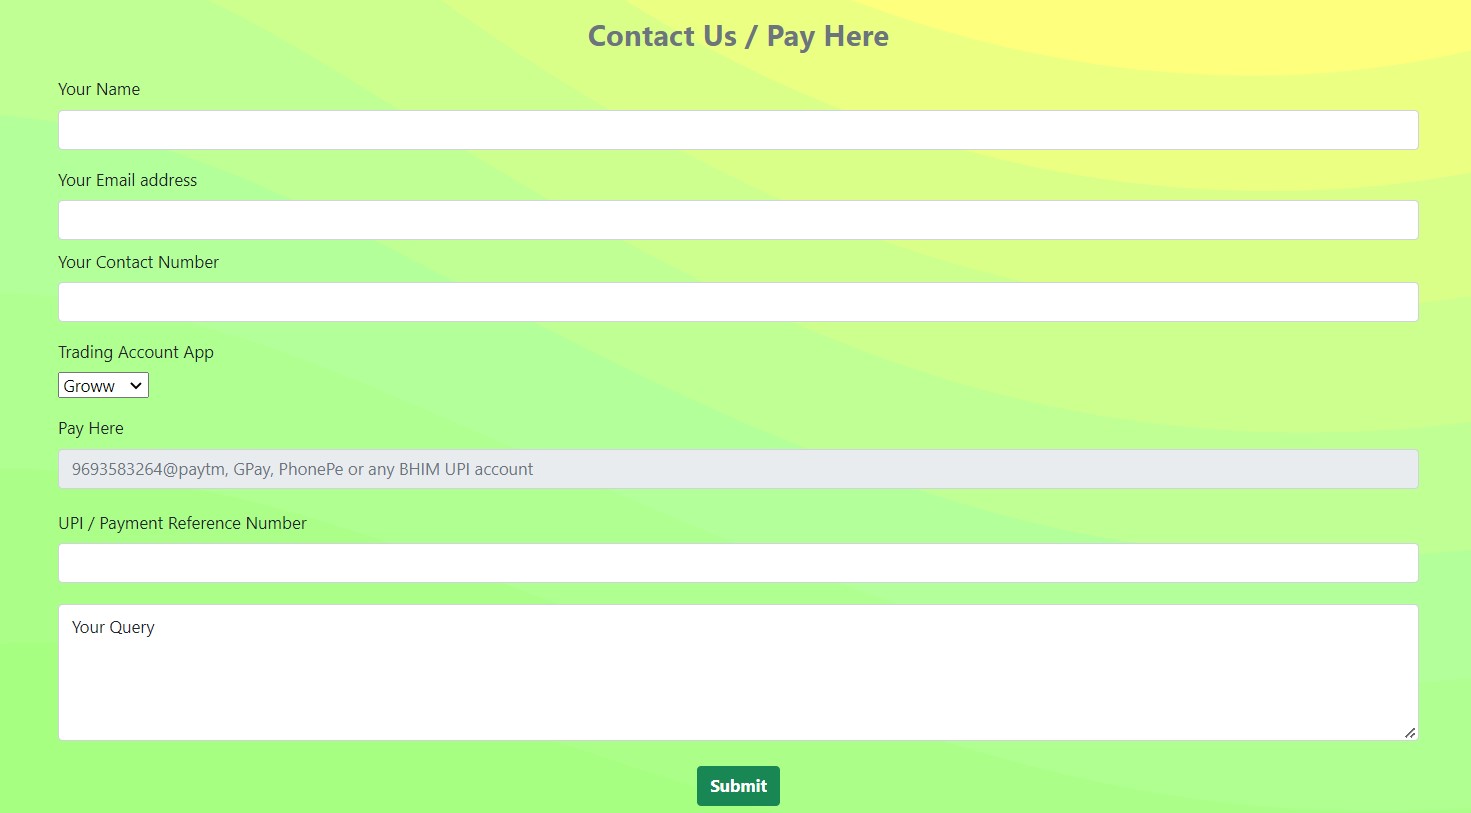 Contact Us / Pay Here
Your Name
Your Email address
Your Contact Number
Trading Account App
Groww
Pay Here
9693583264@paytm, GPay, PhonePe or any BHIM UPI account
UPI / Payment Reference Number
Your Query
Submit